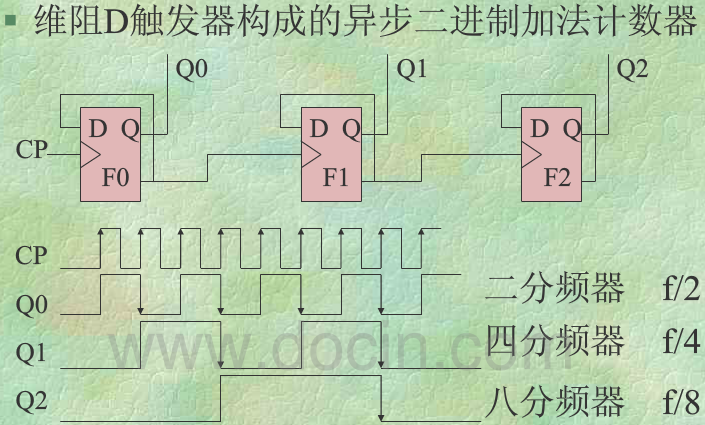 维阻D触发器构成的异步二进制加法计数器
Q0 Q1 Q2
D Q D Q D Q
CP
F0 F1 F2
CP
Q0 二分频器 f/2
Q1 四分频器 f/4
www.docin.com
Q2 八分频器 f/8